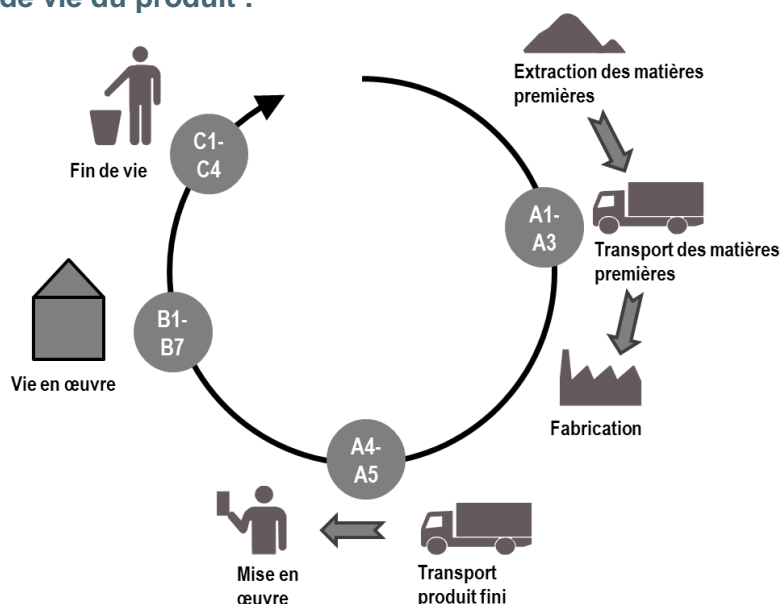 de vie du produit :
Extraction des matières
premières
A1-
A3
Transport des matières
premières
Fabrication
A4-
A5
Transport
produit fini
Mise en
œuvre
B1-
B7
Vie en œuvre
C1-
C4
Fin de vie